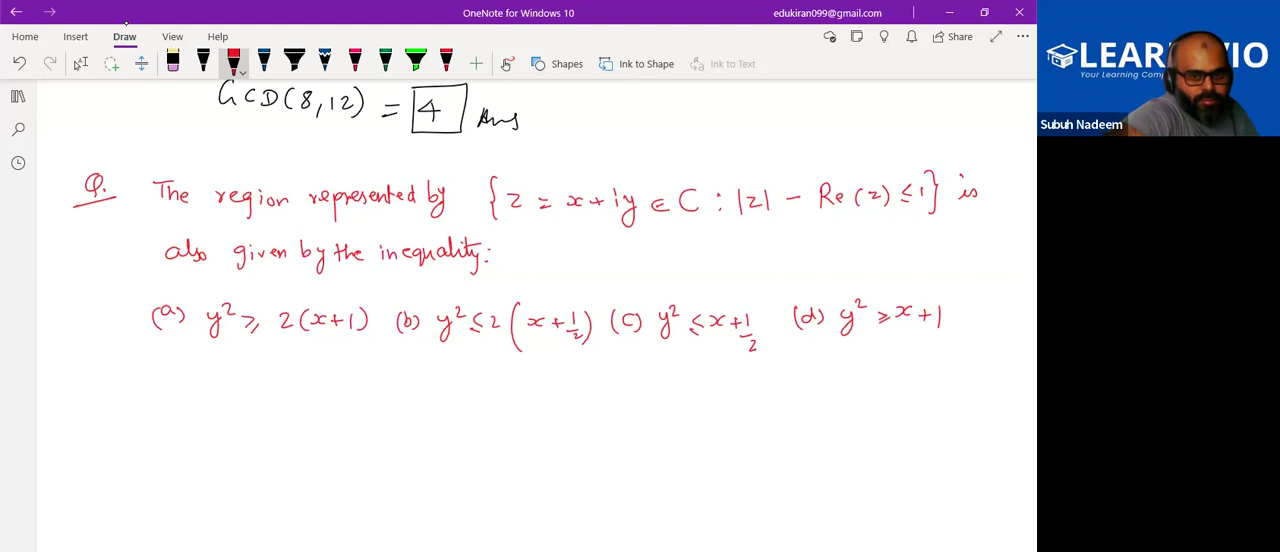 OneNote for Windows 10
edukiran099@gmail.com
Home Insert Draw View Help
Share
Shapes Ink to Shape Ink to Text
GCD(8,12) = 4 Ans
Q. The region represented by {z = x+iy ∈ C : |z| - Re(z) ≤ 1} is
also given by the inequality:
(a) y² ≥ 2(x+1) (b) y² ≤ 2(x+1/2) (c) y² ≤ x+1/2 (d) y² ≥ x+1
Your Learning Com
Subuh Nadeem